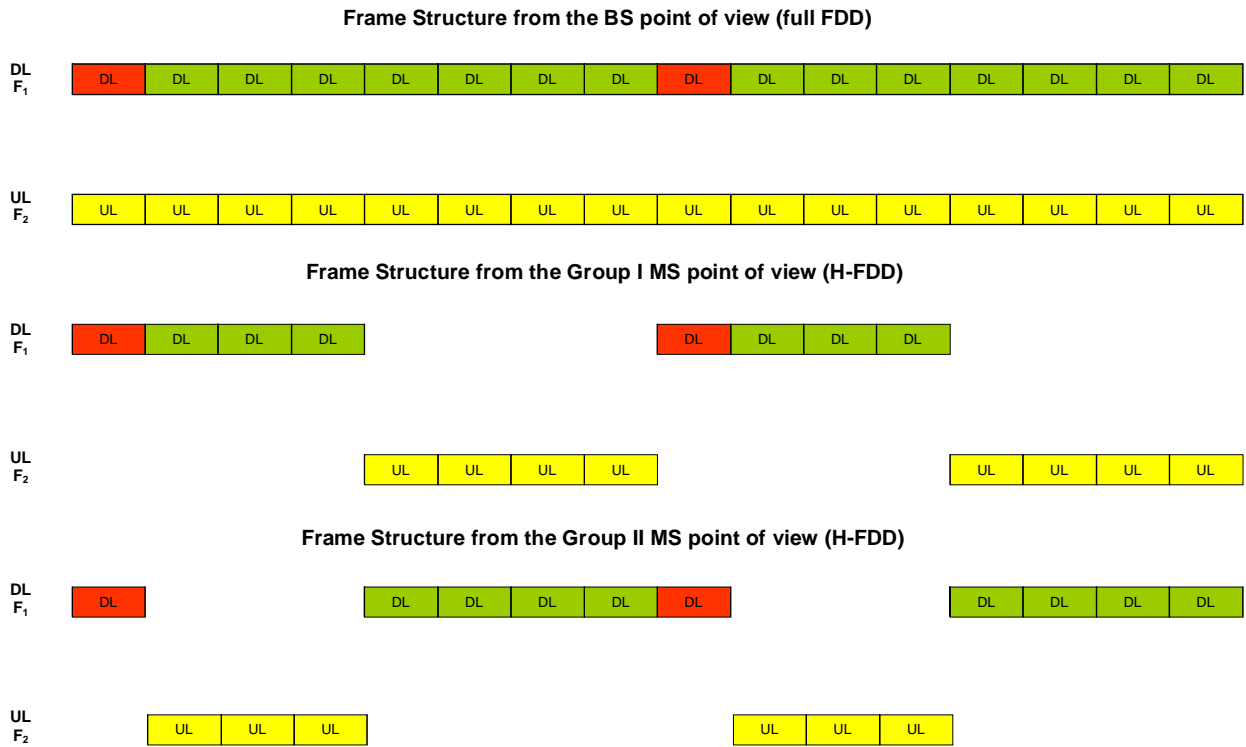 Frame Structure from the BS point of view (full FDD)
DL
F₁
DL DL DL DL DL DL DL DL DL DL DL DL DL DL DL DL
UL
F₂
UL UL UL UL UL UL UL UL UL UL UL UL UL UL UL UL
Frame Structure from the Group I MS point of view (H-FDD)
DL
F₁
DL DL DL DL DL DL DL DL
UL
F₂
UL UL UL UL UL UL UL UL
Frame Structure from the Group II MS point of view (H-FDD)
DL
F₁
DL DL DL DL DL DL DL DL DL DL
UL
F₂
UL UL UL UL UL UL